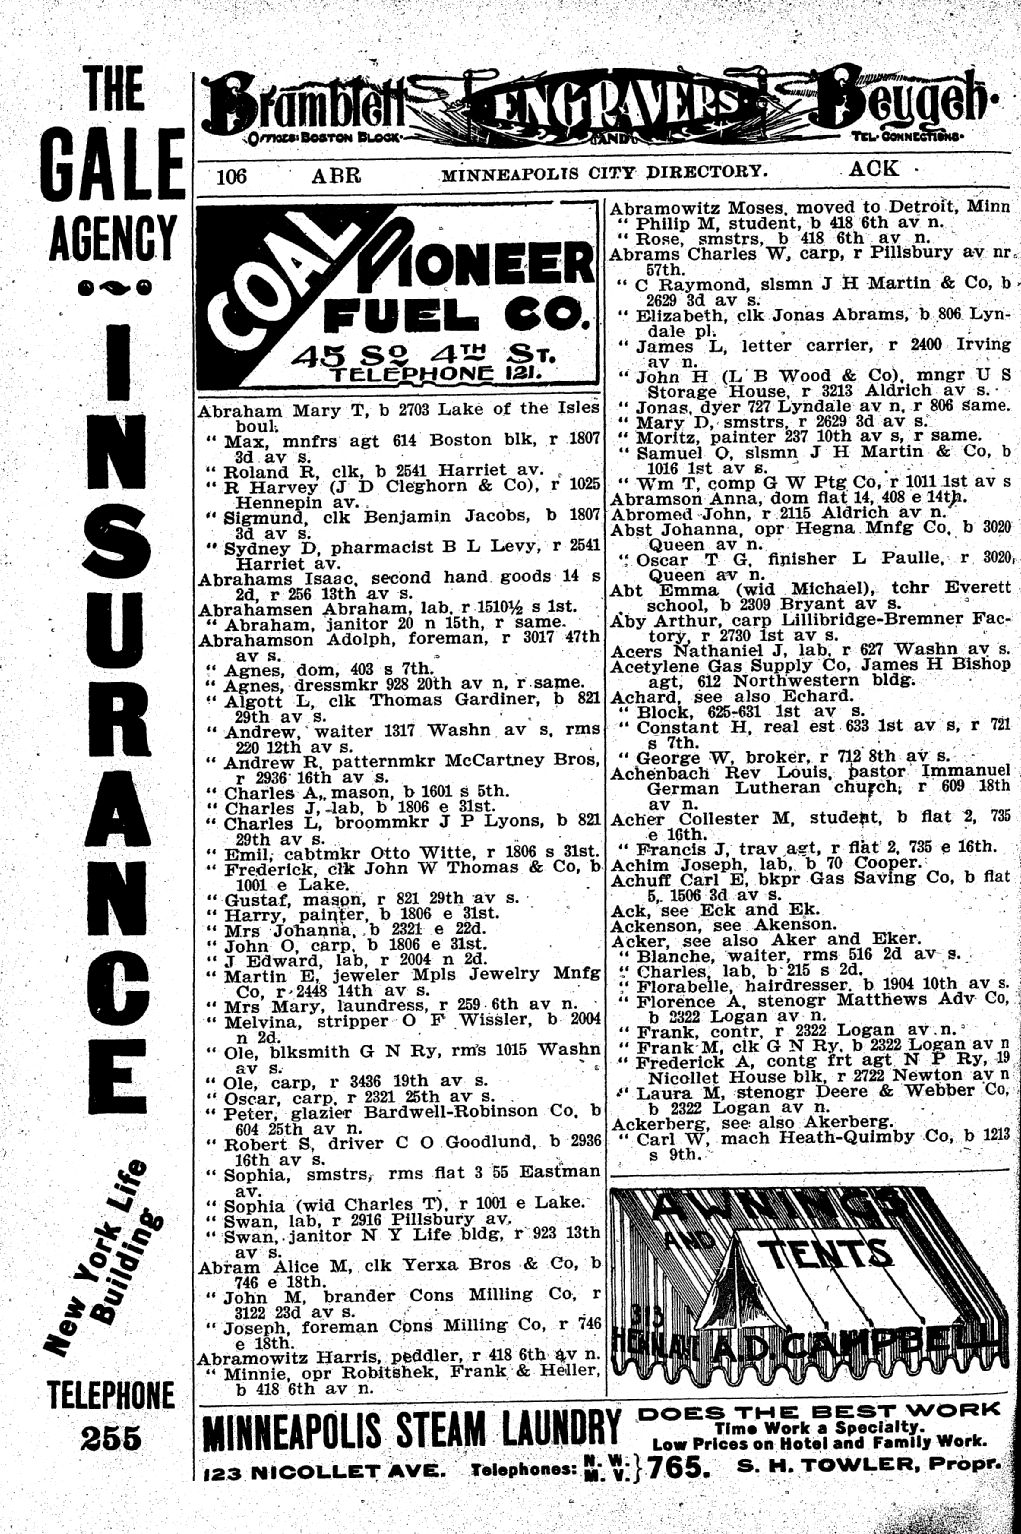 THE
GALE
AGENCY
INSURANCE
New York Life
Building
TELEPHONE
255
Bramblett ENGRAVERS AND Beygeh.
OFFICES: BOSTON BLOCK. TEL. CONNECTIONS.
106 ABR MINNEAPOLIS CITY DIRECTORY. ACK
COAL
PIONEER
FUEL CO.
45 SO 4TH ST.
TELEPHONE 121.
Abraham Mary T, b 2703 Lake of the Isles
boul.
" Max, mnfrs agt 614 Boston blk, r 1807
3d av s.
" Roland R, clk, b 2541 Harriet av.
" R Harvey (J D Cleghorn & Co), r 1025
Hennepin av.
" Sigmund, clk Benjamin Jacobs, b 1807
3d av s.
" Sydney D, pharmacist B L Levy, r 2541
Harriet av.
Abrahams Isaac, second hand goods 14 s
2d, r 256 13th av s.
Abrahamsen Abraham, lab, r 1510½ s 1st.
" Abraham, janitor 20 n 15th, r same.
Abrahamson Adolph, foreman, r 3017 47th
av s.
" Agnes, dom, 403 s 7th.
" Agnes, dressmkr 928 20th av n, r same.
" Algott L, clk Thomas Gardiner, b 821
29th av s.
" Andrew, waiter 1317 Washn av s, rms
220 12th av s.
" Andrew R, patternmkr McCartney Bros,
r 2936 16th av s.
" Charles A, mason, b 1601 s 5th.
" Charles J, lab, b 1806 e 31st.
" Charles L, broommkr J P Lyons, b 821
29th av s.
" Emil, cabtmkr Otto Witte, r 1806 s 31st.
" Frederick, clk John W Thomas & Co, b
1001 e Lake.
" Gustaf, mason, r 821 29th av s.
" Harry, painter, b 1806 e 31st.
" Mrs Johanna, b 2321 e 22d.
" John O, carp, b 1806 e 31st.
" J Edward, lab, r 2004 n 2d.
" Martin E, jeweler Mpls Jewelry Mnfg
Co, r 2448 14th av s.
" Mrs Mary, laundress, r 259 6th av n.
" Melvina, stripper O F Wissler, b 2004
n 2d.
" Ole, blksmith G N Ry, rms 1015 Washn
av s.
" Ole, carp, r 3436 19th av s.
" Oscar, carp, r 2321 25th av s.
" Peter, glazier Bardwell-Robinson Co, b
604 25th av n.
" Robert S, driver C O Goodlund, b 2936
16th av s.
" Sophia, smstrs, rms flat 3 55 Eastman
av.
" Sophia (wid Charles T), r 1001 e Lake.
" Swan, lab, r 2916 Pillsbury av.
" Swan, janitor N Y Life bldg, r 923 13th
av s.
Abram Alice M, clk Yerxa Bros & Co, b
746 e 18th.
" John M, brander Cons Milling Co, r
3122 23d av s.
" Joseph, foreman Cons Milling Co, r 746
e 18th.
Abramowitz Harris, peddler, r 418 6th av n.
" Minnie, opr Robitshek, Frank & Heller,
b 418 6th av n.
Abramowitz Moses, moved to Detroit, Minn
" Philip M, student, b 418 6th av n.
" Rose, smstrs, b 418 6th av n.
Abrams Charles W, carp, r Pillsbury av nr
57th.
" C Raymond, slsmn J H Martin & Co, b
2629 3d av s.
" Elizabeth, clk Jonas Abrams, b 806 Lyn-
dale pl.
" James L, letter carrier, r 2400 Irving
av n.
" John H (L B Wood & Co), mngr U S
Storage House, r 3213 Aldrich av s.
" Jonas, dyer 727 Lyndale av n, r 806 same.
" Mary D, smstrs, r 2629 3d av s.
" Moritz, painter 237 10th av s, r same.
" Samuel O, slsmn J H Martin & Co, b
1016 1st av s.
" Wm T, comp G W Ptg Co, r 1011 1st av s
Abramson Anna, dom flat 14, 408 e 14th.
Abromed John, r 2115 Aldrich av n.
Abst Johanna, opr Hegna Mnfg Co, b 3020
Queen av n.
" Oscar T G, finisher L Paulle, r 3020
Queen av n.
Abt Emma (wid Michael), tchr Everett
school, b 2309 Bryant av s.
Aby Arthur, carp Lillibridge-Bremner Fac-
tory, r 2730 1st av s.
Acers Nathaniel J, lab, r 627 Washn av s.
Acetylene Gas Supply Co, James H Bishop
agt, 612 Northwestern bldg.
Achard, see also Echard.
" Block, 625-631 1st av s.
" Constant H, real est 633 1st av s, r 721
s 7th.
" George W, broker, r 712 8th av s.
Achenbach Rev Louis, pastor Immanuel
German Lutheran church, r 609 18th
av n.
Acher Collester M, student, b flat 2, 735
e 16th.
" Francis J, trav agt, r flat 2, 735 e 16th.
Achim Joseph, lab, b 70 Cooper.
Achuff Carl E, bkpr Gas Saving Co, b flat
5, 1506 3d av s.
Ack, see Eck and Ek.
Ackenson, see Akenson.
Acker, see also Aker and Eker.
" Blanche, waiter, rms 516 2d av s.
" Charles, lab, b 215 s 2d.
" Florabelle, hairdresser, b 1904 10th av s.
" Florence A, stenogr Matthews Adv Co,
b 2322 Logan av n.
" Frank, contr, r 2322 Logan av n.
" Frank M, clk G N Ry, b 2322 Logan av n
" Frederick A, contg frt agt N P Ry, 19
Nicollet House blk, r 2722 Newton av n
" Laura M, stenogr Deere & Webber Co,
b 2322 Logan av n.
Ackerberg, see also Akerberg.
" Carl W, mach Heath-Quimby Co, b 1213
s 9th.
AWNINGS
AND
TENTS
313
HENN. AVE. A.D. CAMPBELL
MINNEAPOLIS STEAM LAUNDRY
123 NICOLLET AVE. Telephones: N. W. M. V. } 765.
DOES THE BEST WORK
Time Work a Specialty.
Low Prices on Hotel and Family Work.
S. H. TOWLER, Propr.